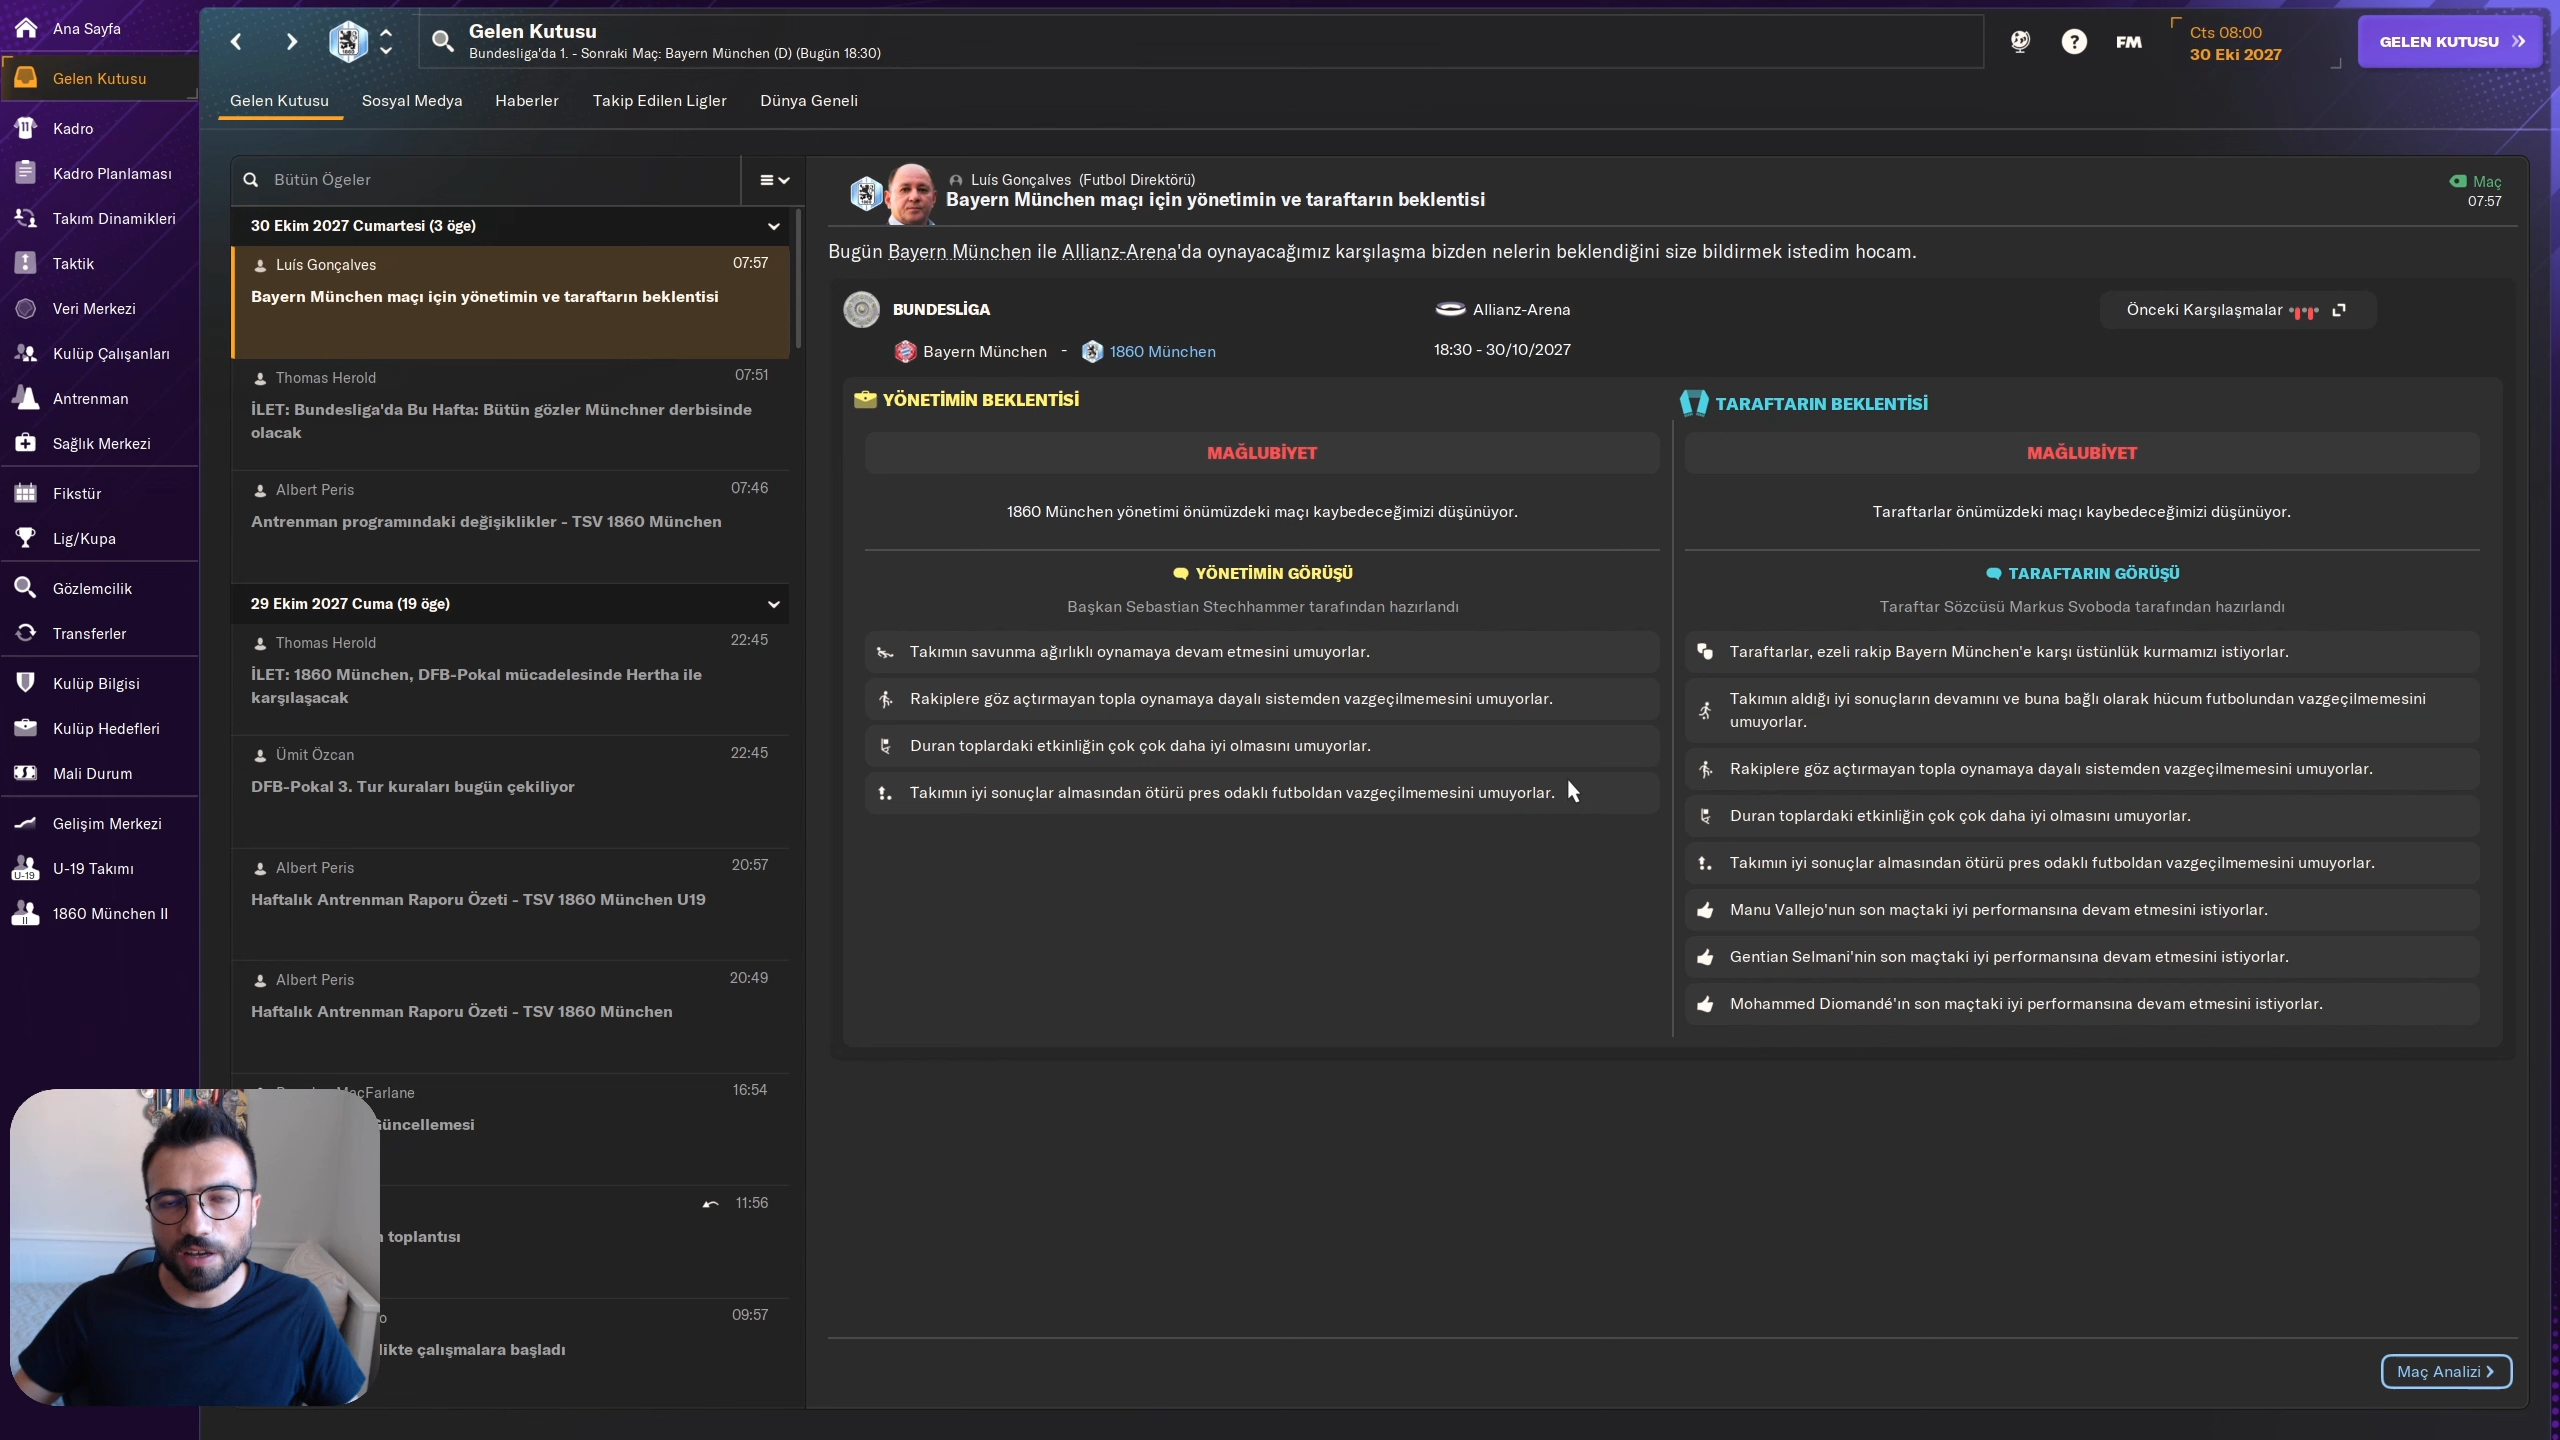 Ana Sayfa
Gelen Kutusu
Kadro
Kadro Planlaması
Takım Dinamikleri
Taktik
Veri Merkezi
Kulüp Çalışanları
Antrenman
Sağlık Merkezi
Fikstür
Lig/Kupa
Gözlemcilik
Transferler
Kulüp Bilgisi
Kulüp Hedefleri
Mali Durum
Gelişim Merkezi
U-19 Takımı
1860 München II
Gelen Kutusu
Bundesliga'da 1. - Sonraki Maç: Bayern München (D) (Bugün 18:30)
FM
Cts 08:00
30 Eki 2027
GELEN KUTUSU
Gelen Kutusu
Sosyal Medya
Haberler
Takip Edilen Ligler
Dünya Geneli
Bütün Ögeler
30 Ekim 2027 Cumartesi (3 öge)
Luís Gonçalves 07:57
Bayern München maçı için yönetimin ve taraftarın beklentisi
Thomas Herold 07:51
İLET: Bundesliga'da Bu Hafta: Bütün gözler Münchner derbisinde
olacak
Albert Peris 07:46
Antrenman programındaki değişiklikler - TSV 1860 München
29 Ekim 2027 Cuma (19 öge)
Thomas Herold 22:45
İLET: 1860 München, DFB-Pokal mücadelesinde Hertha ile
karşılaşacak
Ümit Özcan 22:45
DFB-Pokal 3. Tur kuraları bugün çekiliyor
Albert Peris 20:57
Haftalık Antrenman Raporu Özeti - TSV 1860 München U19
Albert Peris 20:49
Haftalık Antrenman Raporu Özeti - TSV 1860 München
MacFarlane 16:54
Güncellemesi
11:56
toplantısı
09:57
çalışmalara başladı
Luís Gonçalves (Futbol Direktörü)
Bayern München maçı için yönetimin ve taraftarın beklentisi
Maç
07:57
Bugün Bayern München ile Allianz-Arena'da oynayacağımız karşılaşma bizden nelerin beklendiğini size bildirmek istedim hocam.
BUNDESLİGA
Allianz-Arena
Önceki Karşılaşmalar
Bayern München - 1860 München
18:30 - 30/10/2027
YÖNETİMİN BEKLENTİSİ
MAĞLUBİYET
1860 München yönetimi önümüzdeki maçı kaybedeceğimizi düşünüyor.
YÖNETİMİN GÖRÜŞÜ
Başkan Sebastian Stechhammer tarafından hazırlandı
Takımın savunma ağırlıklı oynamaya devam etmesini umuyorlar.
Rakiplere göz açtırmayan topla oynamaya dayalı sistemden vazgeçilmemesini umuyorlar.
Duran toplardaki etkinliğin çok çok daha iyi olmasını umuyorlar.
Takımın iyi sonuçlar almasından ötürü pres odaklı futboldan vazgeçilmemesini umuyorlar.
TARAFTARIN BEKLENTİSİ
MAĞLUBİYET
Taraftarlar önümüzdeki maçı kaybedeceğimizi düşünüyor.
TARAFTARIN GÖRÜŞÜ
Taraftar Sözcüsü Markus Svoboda tarafından hazırlandı
Taraftarlar, ezeli rakip Bayern München'e karşı üstünlük kurmamızı istiyorlar.
Takımın aldığı iyi sonuçların devamını ve buna bağlı olarak hücum futbolundan vazgeçilmemesini
umuyorlar.
Rakiplere göz açtırmayan topla oynamaya dayalı sistemden vazgeçilmemesini umuyorlar.
Duran toplardaki etkinliğin çok çok daha iyi olmasını umuyorlar.
Takımın iyi sonuçlar almasından ötürü pres odaklı futboldan vazgeçilmemesini umuyorlar.
Manu Vallejo'nun son maçtaki iyi performansına devam etmesini istiyorlar.
Gentian Selmani'nin son maçtaki iyi performansına devam etmesini istiyorlar.
Mohammed Diomandé'ın son maçtaki iyi performansına devam etmesini istiyorlar.
Maç Analizi